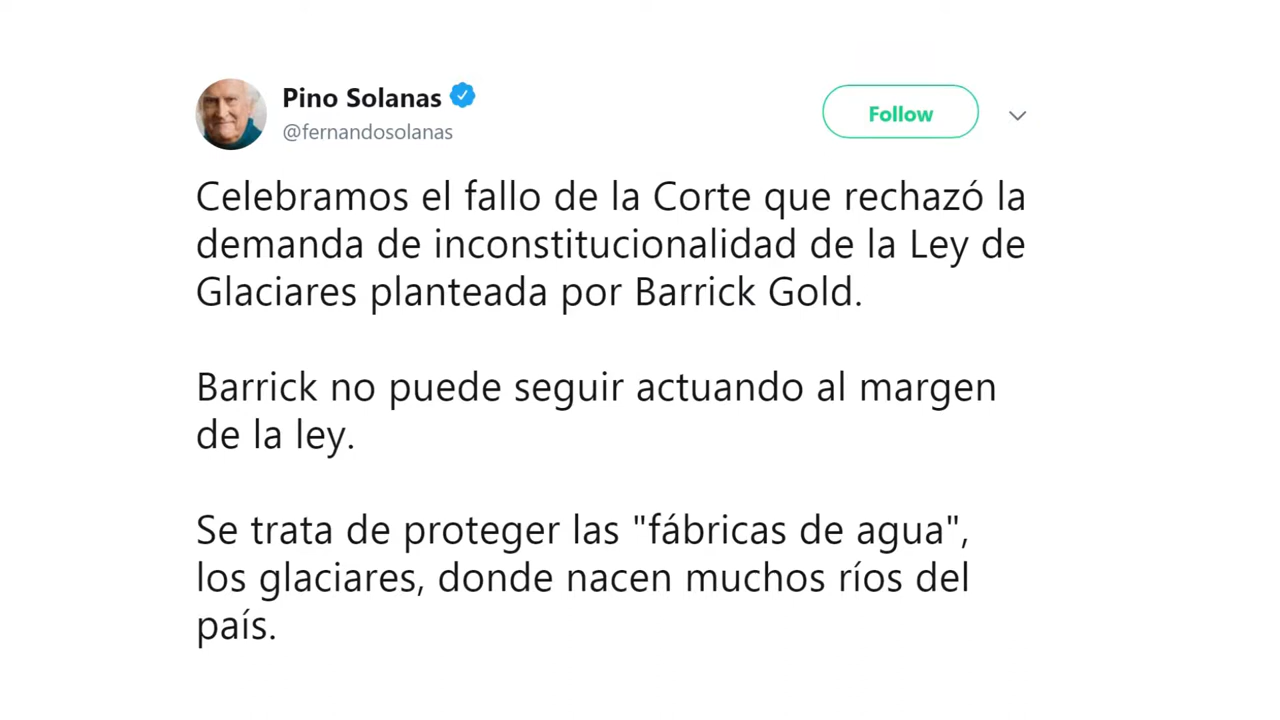 Pino Solanas
@fernandosolanas
Follow
Celebramos el fallo de la Corte que rechazó la
demanda de inconstitucionalidad de la Ley de
Glaciares planteada por Barrick Gold.
Barrick no puede seguir actuando al margen
de la ley.
Se trata de proteger las "fábricas de agua",
los glaciares, donde nacen muchos ríos del
país.